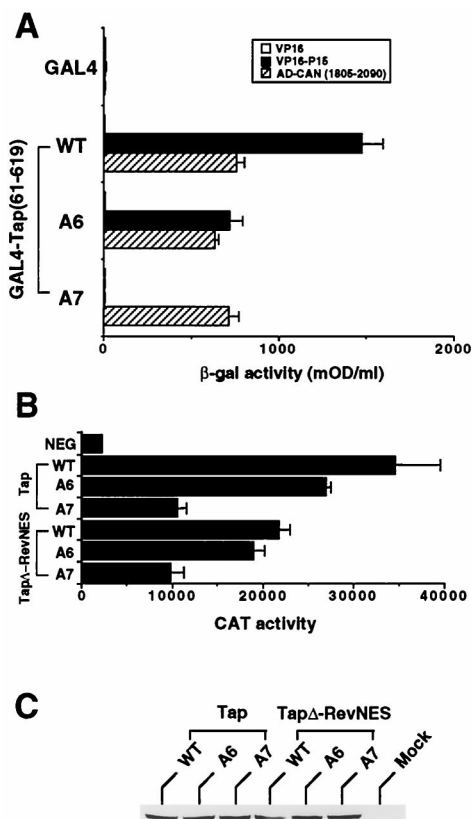 A
VP16
VP16-P15
AD-CAN (1805-2090)
GAL4
GAL4-Tap(61-619)
WT
A6
A7
0
1000
2000
β-gal activity (mOD/ml)
B
NEG
Tap
WT
A6
A7
TapΔ-RevNES
WT
A6
A7
0
10000
20000
30000
40000
CAT activity
C
Tap
TapΔ-RevNES
WT
A6
A7
WT
A6
A7
Mock